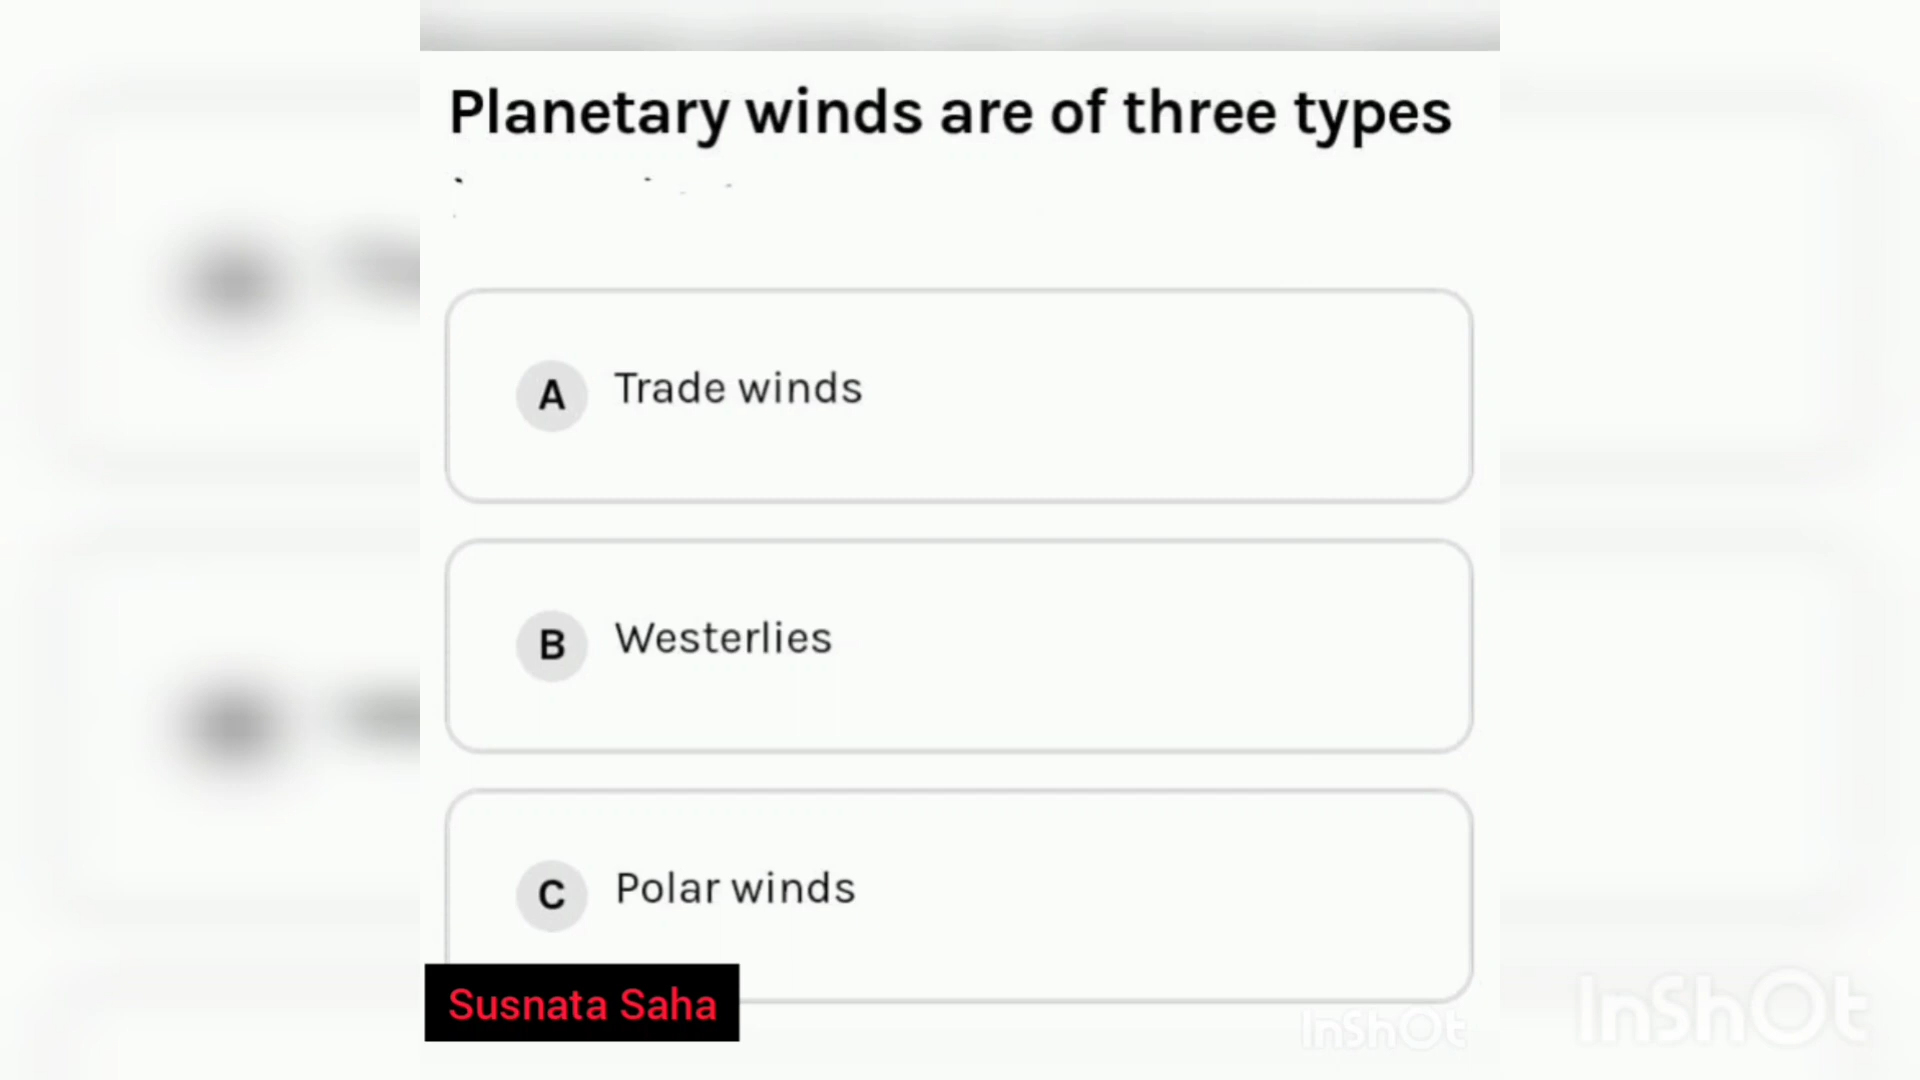 Planetary winds are of three types
A Trade winds
B Westerlies
C Polar winds
Susnata Saha
InShOt
InShOt